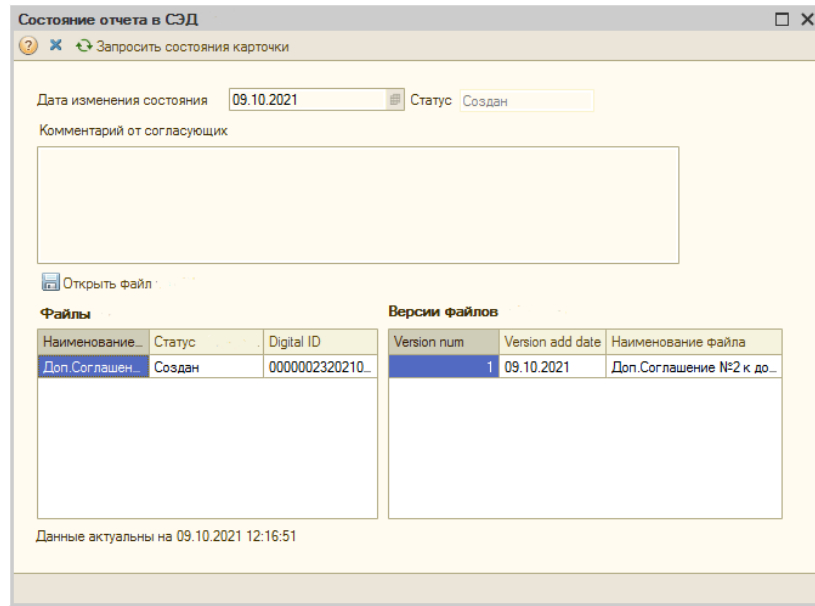 Состояние отчета в СЭД
Запросить состояния карточки
Дата изменения состояния 09.10.2021 Статус Создан
Комментарий от согласующих
Открыть файл
Файлы Версии файлов
Наименование... Статус Digital ID Version num Version add date Наименование файла
Доп.Соглашен... Создан 0000002320210... 1 09.10.2021 Доп.Соглашение №2 к до...
Данные актуальны на 09.10.2021 12:16:51